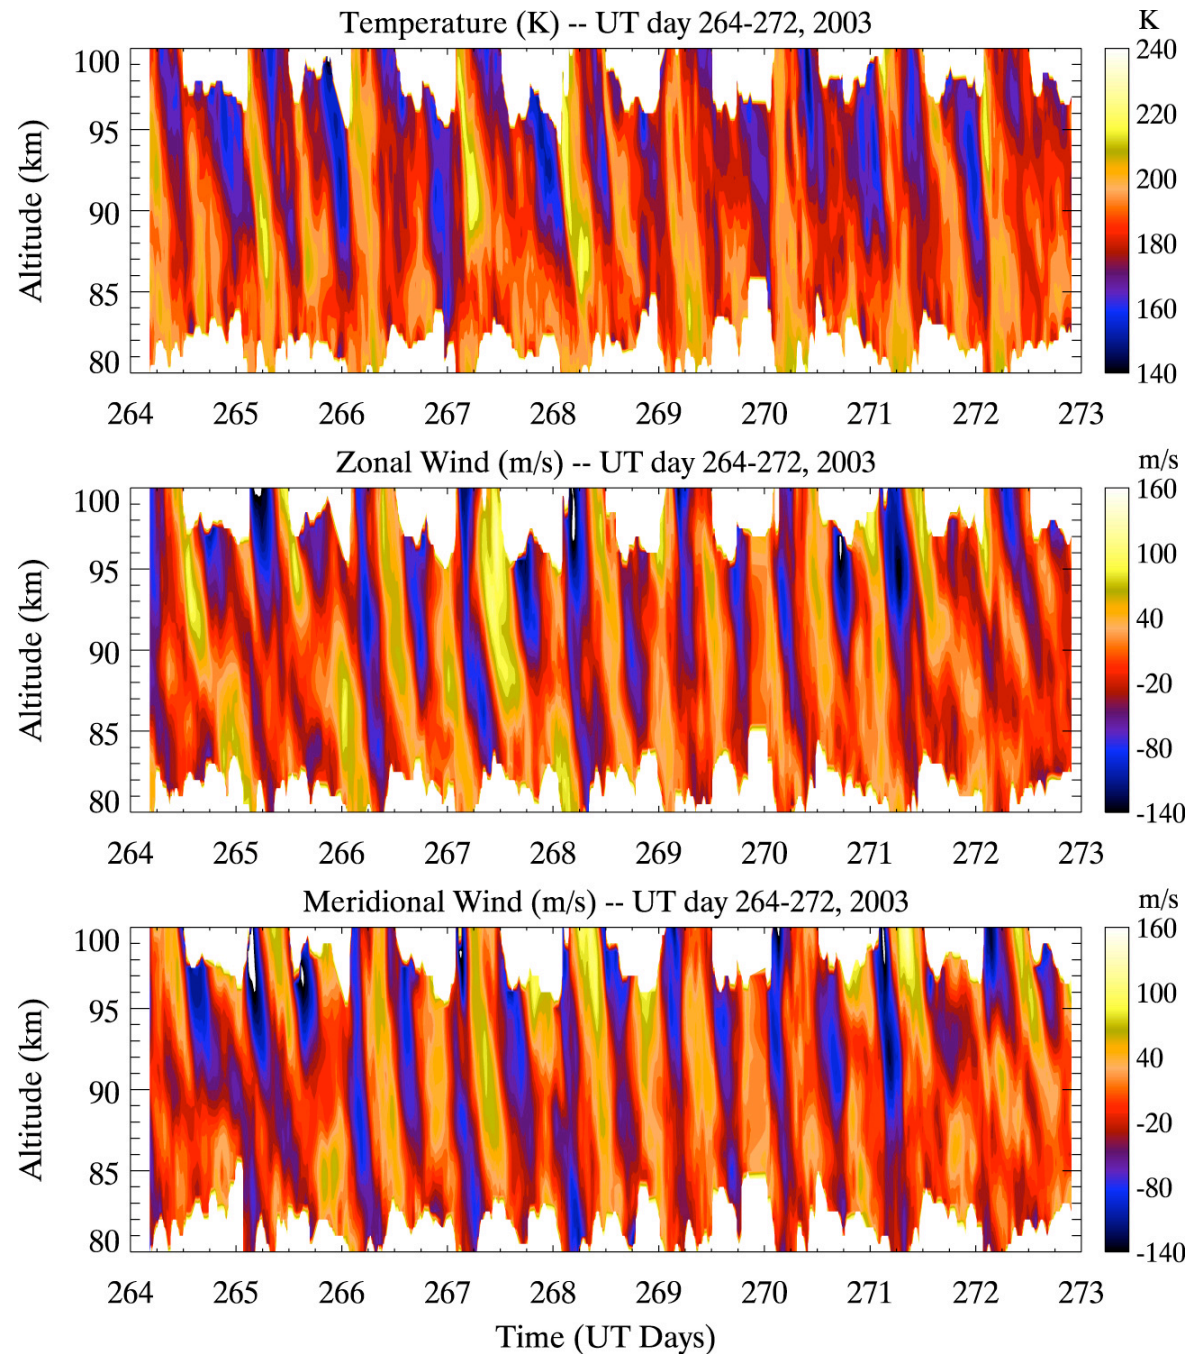 Temperature (K) -- UT day 264-272, 2003
K
Altitude (km)
100
95
90
85
80
240
220
200
180
160
140
264 265 266 267 268 269 270 271 272 273
Zonal Wind (m/s) -- UT day 264-272, 2003
m/s
Altitude (km)
100
95
90
85
80
160
100
40
-20
-80
-140
264 265 266 267 268 269 270 271 272 273
Meridional Wind (m/s) -- UT day 264-272, 2003
m/s
Altitude (km)
100
95
90
85
80
160
100
40
-20
-80
-140
264 265 266 267 268 269 270 271 272 273
Time (UT Days)